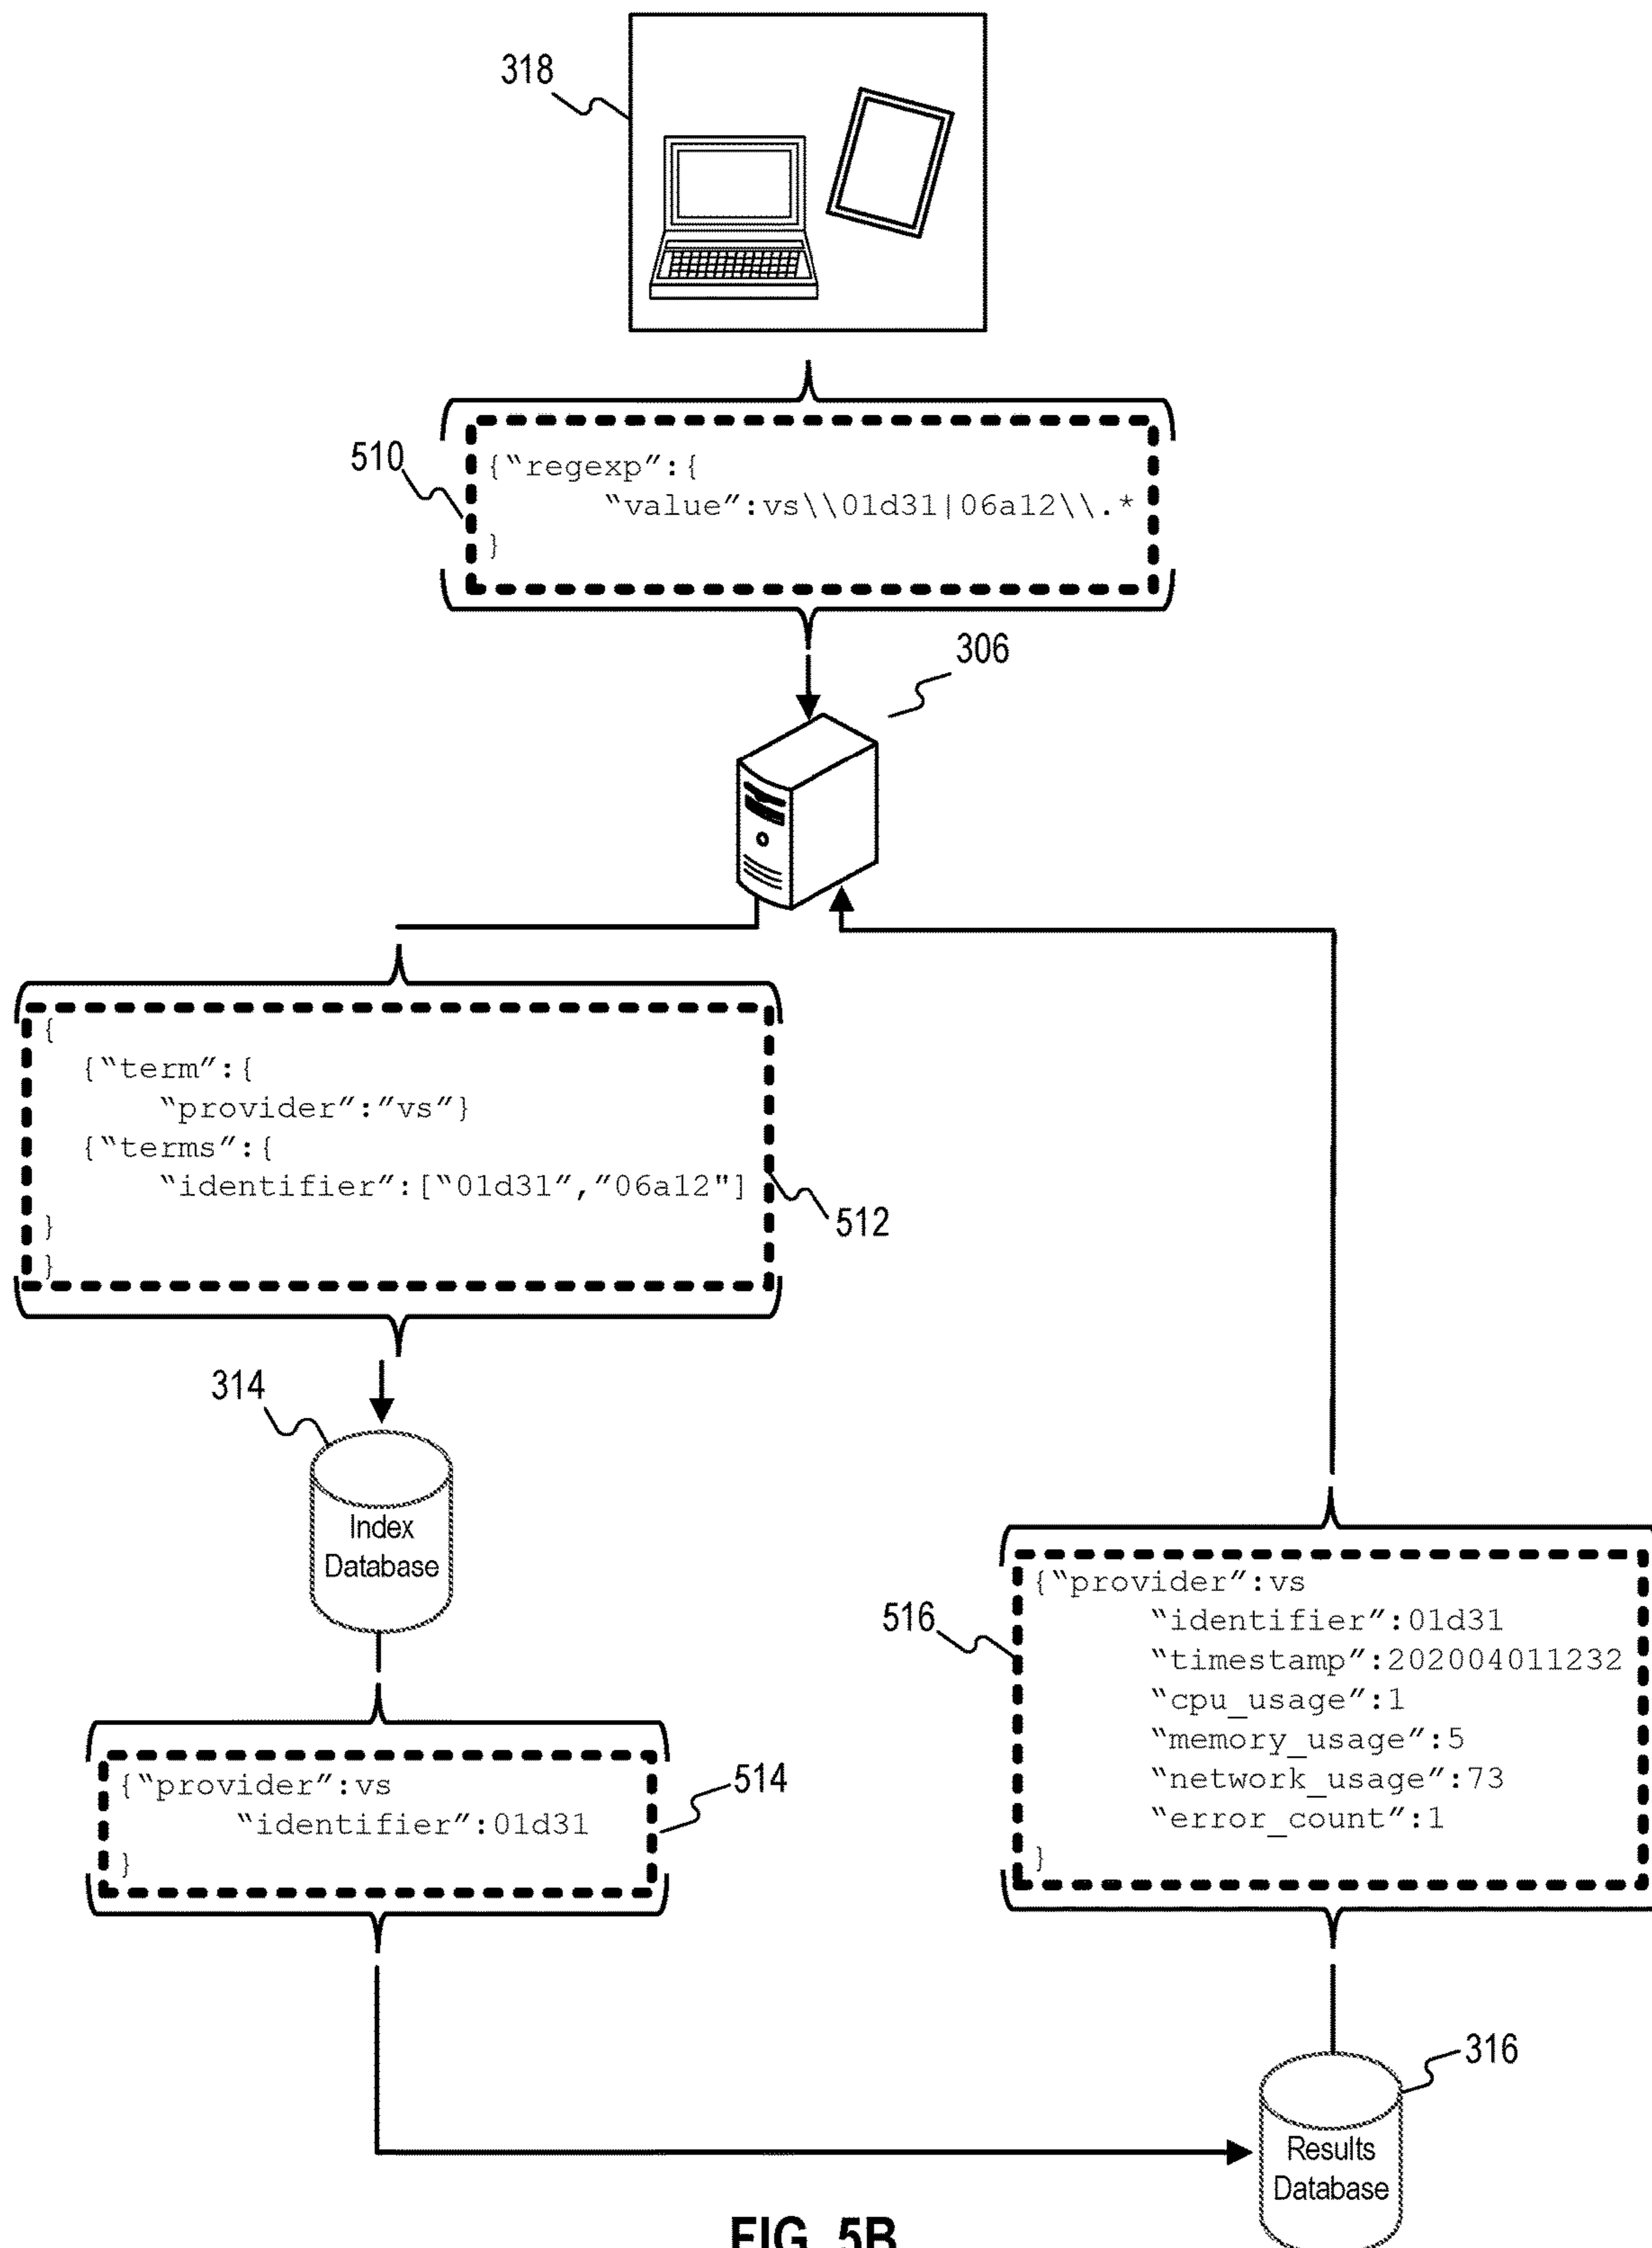 318
510
{“regexp”:{
“value”:vs\\01d31|06a12\\.*
}
306
{
{“term”:{
“provider”:”vs”}
{“terms”:{
“identifier”:[“01d31”,”06a12"]
}
}
512
314
Index
Database
{“provider”:vs
“identifier”:01d31
}
514
516
{“provider”:vs
“identifier”:01d31
“timestamp”:202004011232
“cpu_usage”:1
“memory_usage”:5
“network_usage”:73
“error_count”:1
}
316
Results
Database
FIG. 5B